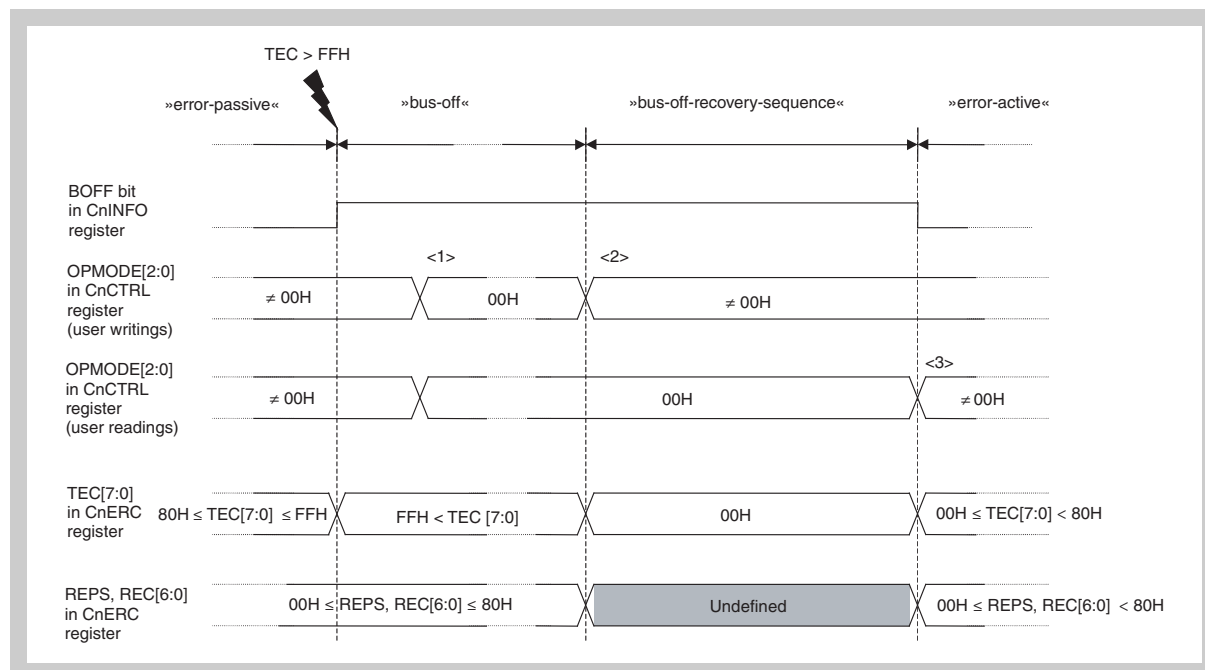 TEC > FFH
»error-passive«
»bus-off«
»bus-off-recovery-sequence«
»error-active«
BOFF bit
in CnINFO
register
<1>
<2>
OPMODE[2:0]
in CnCTRL
register
(user writings)
≠ 00H
00H
≠ 00H
<3>
OPMODE[2:0]
in CnCTRL
register
(user readings)
≠ 00H
00H
≠ 00H
TEC[7:0]
in CnERC
register
80H ≤ TEC[7:0] ≤ FFH
FFH < TEC [7:0]
00H
00H ≤ TEC[7:0] < 80H
REPS, REC[6:0]
in CnERC
register
00H ≤ REPS, REC[6:0] ≤ 80H
Undefined
00H ≤ REPS, REC[6:0] < 80H